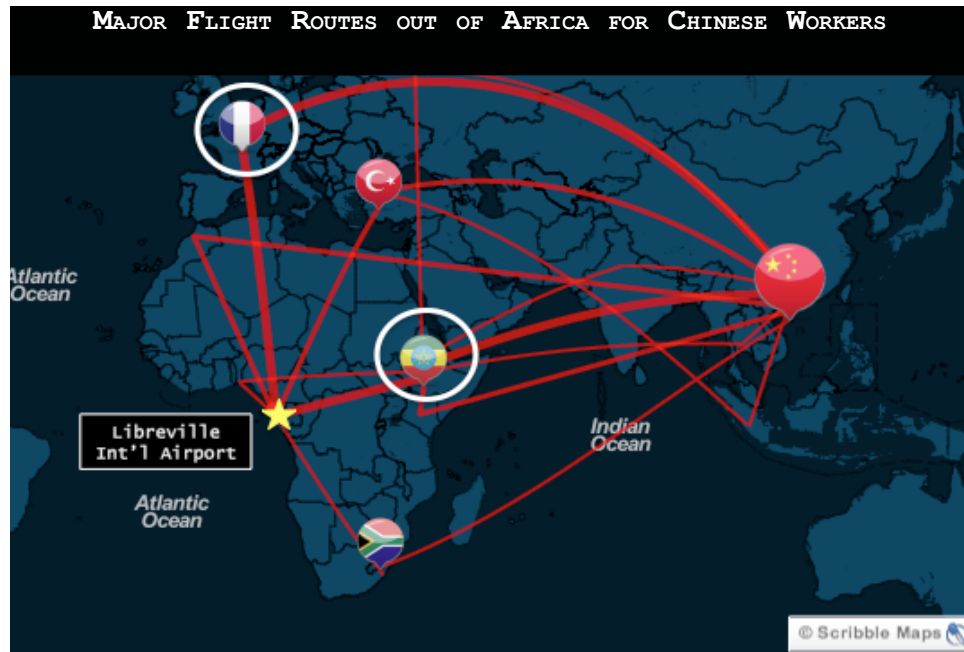 Major Flight Routes out of Africa for Chinese Workers
Atlantic
Ocean
Libreville
Int'l Airport
Indian
Ocean
Atlantic
Ocean
© Scribble Maps